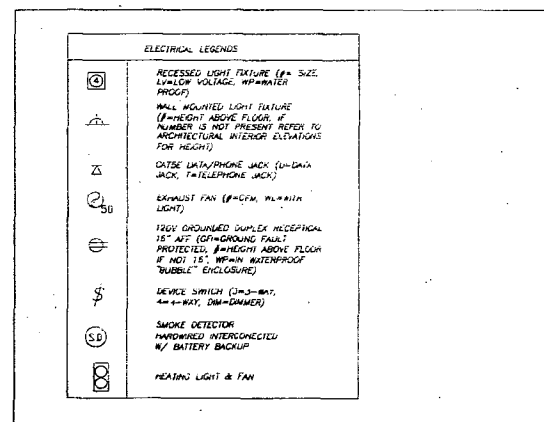 ELECTRICAL LEGENDS
4
RECESSED LIGHT FIXTURE (#= SIZE,
LV=LOW VOLTAGE, WP=WATER
PROOF)
WALL MOUNTED LIGHT FIXTURE
(#=HEIGHT ABOVE FLOOR, IF
NUMBER IS NOT PRESENT REFER TO
ARCHITECTURAL INTERIOR ELEVATIONS
FOR HEIGHT)
CAT5E DATA/PHONE JACK (D=DATA
JACK, T=TELEPHONE JACK)
50
EXHAUST FAN (#=CFM, WL=WITH
LIGHT)
120V GROUNDED DUPLEX RECEPTICAL
15" AFF (GFI=GROUND FAULT
PROTECTED, #=HEIGHT ABOVE FLOOR
IF NOT 15", WP=IN WATERPROOF
"BUBBLE" ENCLOSURE)
$
DEVICE SWITCH (3=3-WAY,
4=4-WAY, DIM=DIMMER)
S.D
SMOKE DETECTOR
HARDWIRED INTERCONECTED
W/ BATTERY BACKUP
HEATING LIGHT & FAN